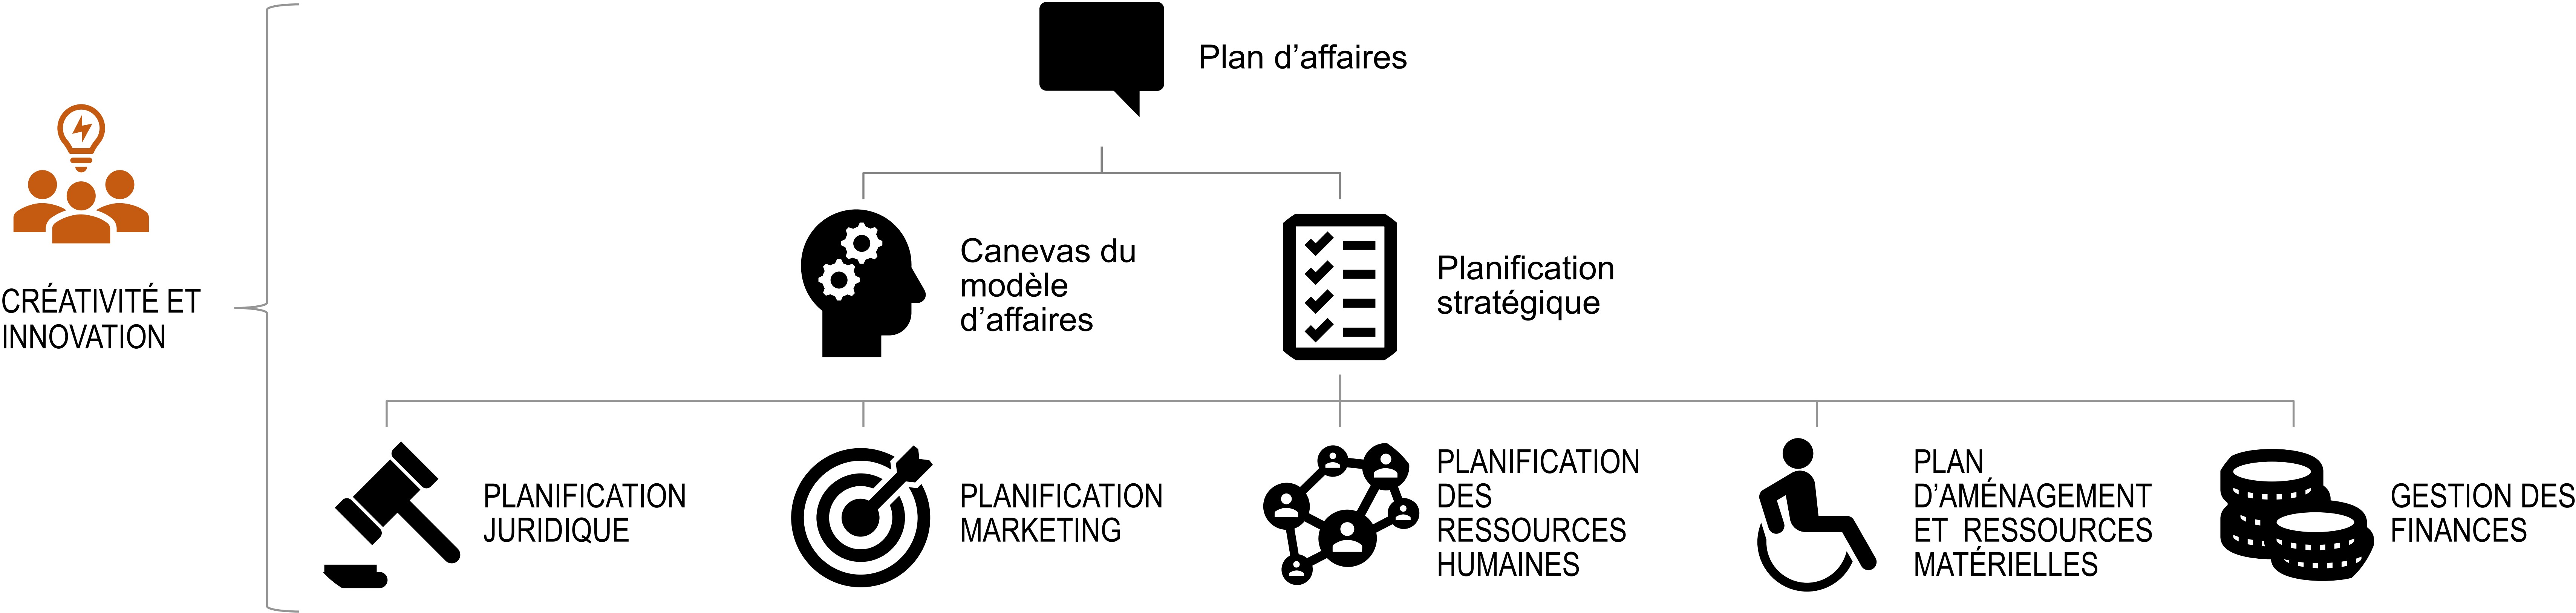 Plan d’affaires
CRÉATIVITÉ ET
INNOVATION
Canevas du
modèle
d’affaires
Planification
stratégique
PLANIFICATION
JURIDIQUE
PLANIFICATION
MARKETING
PLANIFICATION
DES
RESSOURCES
HUMAINES
PLAN
D’AMÉNAGEMENT
ET RESSOURCES
MATÉRIELLES
GESTION DES
FINANCES